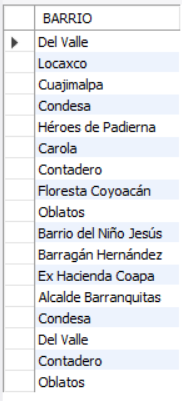 BARRIO
Del Valle
Locaxco
Cuajimalpa
Condesa
Héroes de Padierna
Carola
Contadero
Floresta Coyoacán
Oblatos
Barrio del Niño Jesús
Barragán Hernández
Ex Hacienda Coapa
Alcalde Barranquitas
Condesa
Del Valle
Contadero
Oblatos